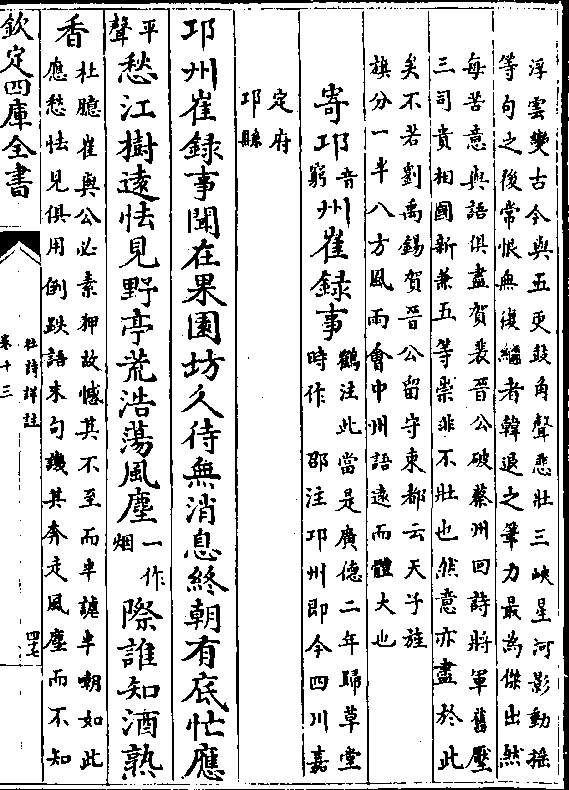 浮雲變古今與五更鼓角聲悲壯三峽星河影動搖
等句之後常恨無復繼者韓退之筆力最為傑出然
每苦意與語俱盡賀裴晉公破蔡州回詩將軍舊壓
三司貴相國新兼五等崇非不壯也然意亦盡於此
矣不若劉禹錫賀晉公留守東都云天子旌
旗分一半八方風雨會中州語遠而體大也
寄邛音窮州崔録事鶴注此當是廣德二年歸草堂
時作 邵注邛州即今四川嘉
定府
邛縣
邛州崔録事聞在果園坊久待無消息終朝有底忙應
平聲愁江樹遠怯見野亭荒浩蕩風塵一作烟際誰知酒熟
香杜臆崔與公必素狎故憾其不至而半謔半嘲如此
應愁怯見俱用倒跌語末句譏其奔走風塵而不知
欽定四庫全書
杜詩詳註
卷十三